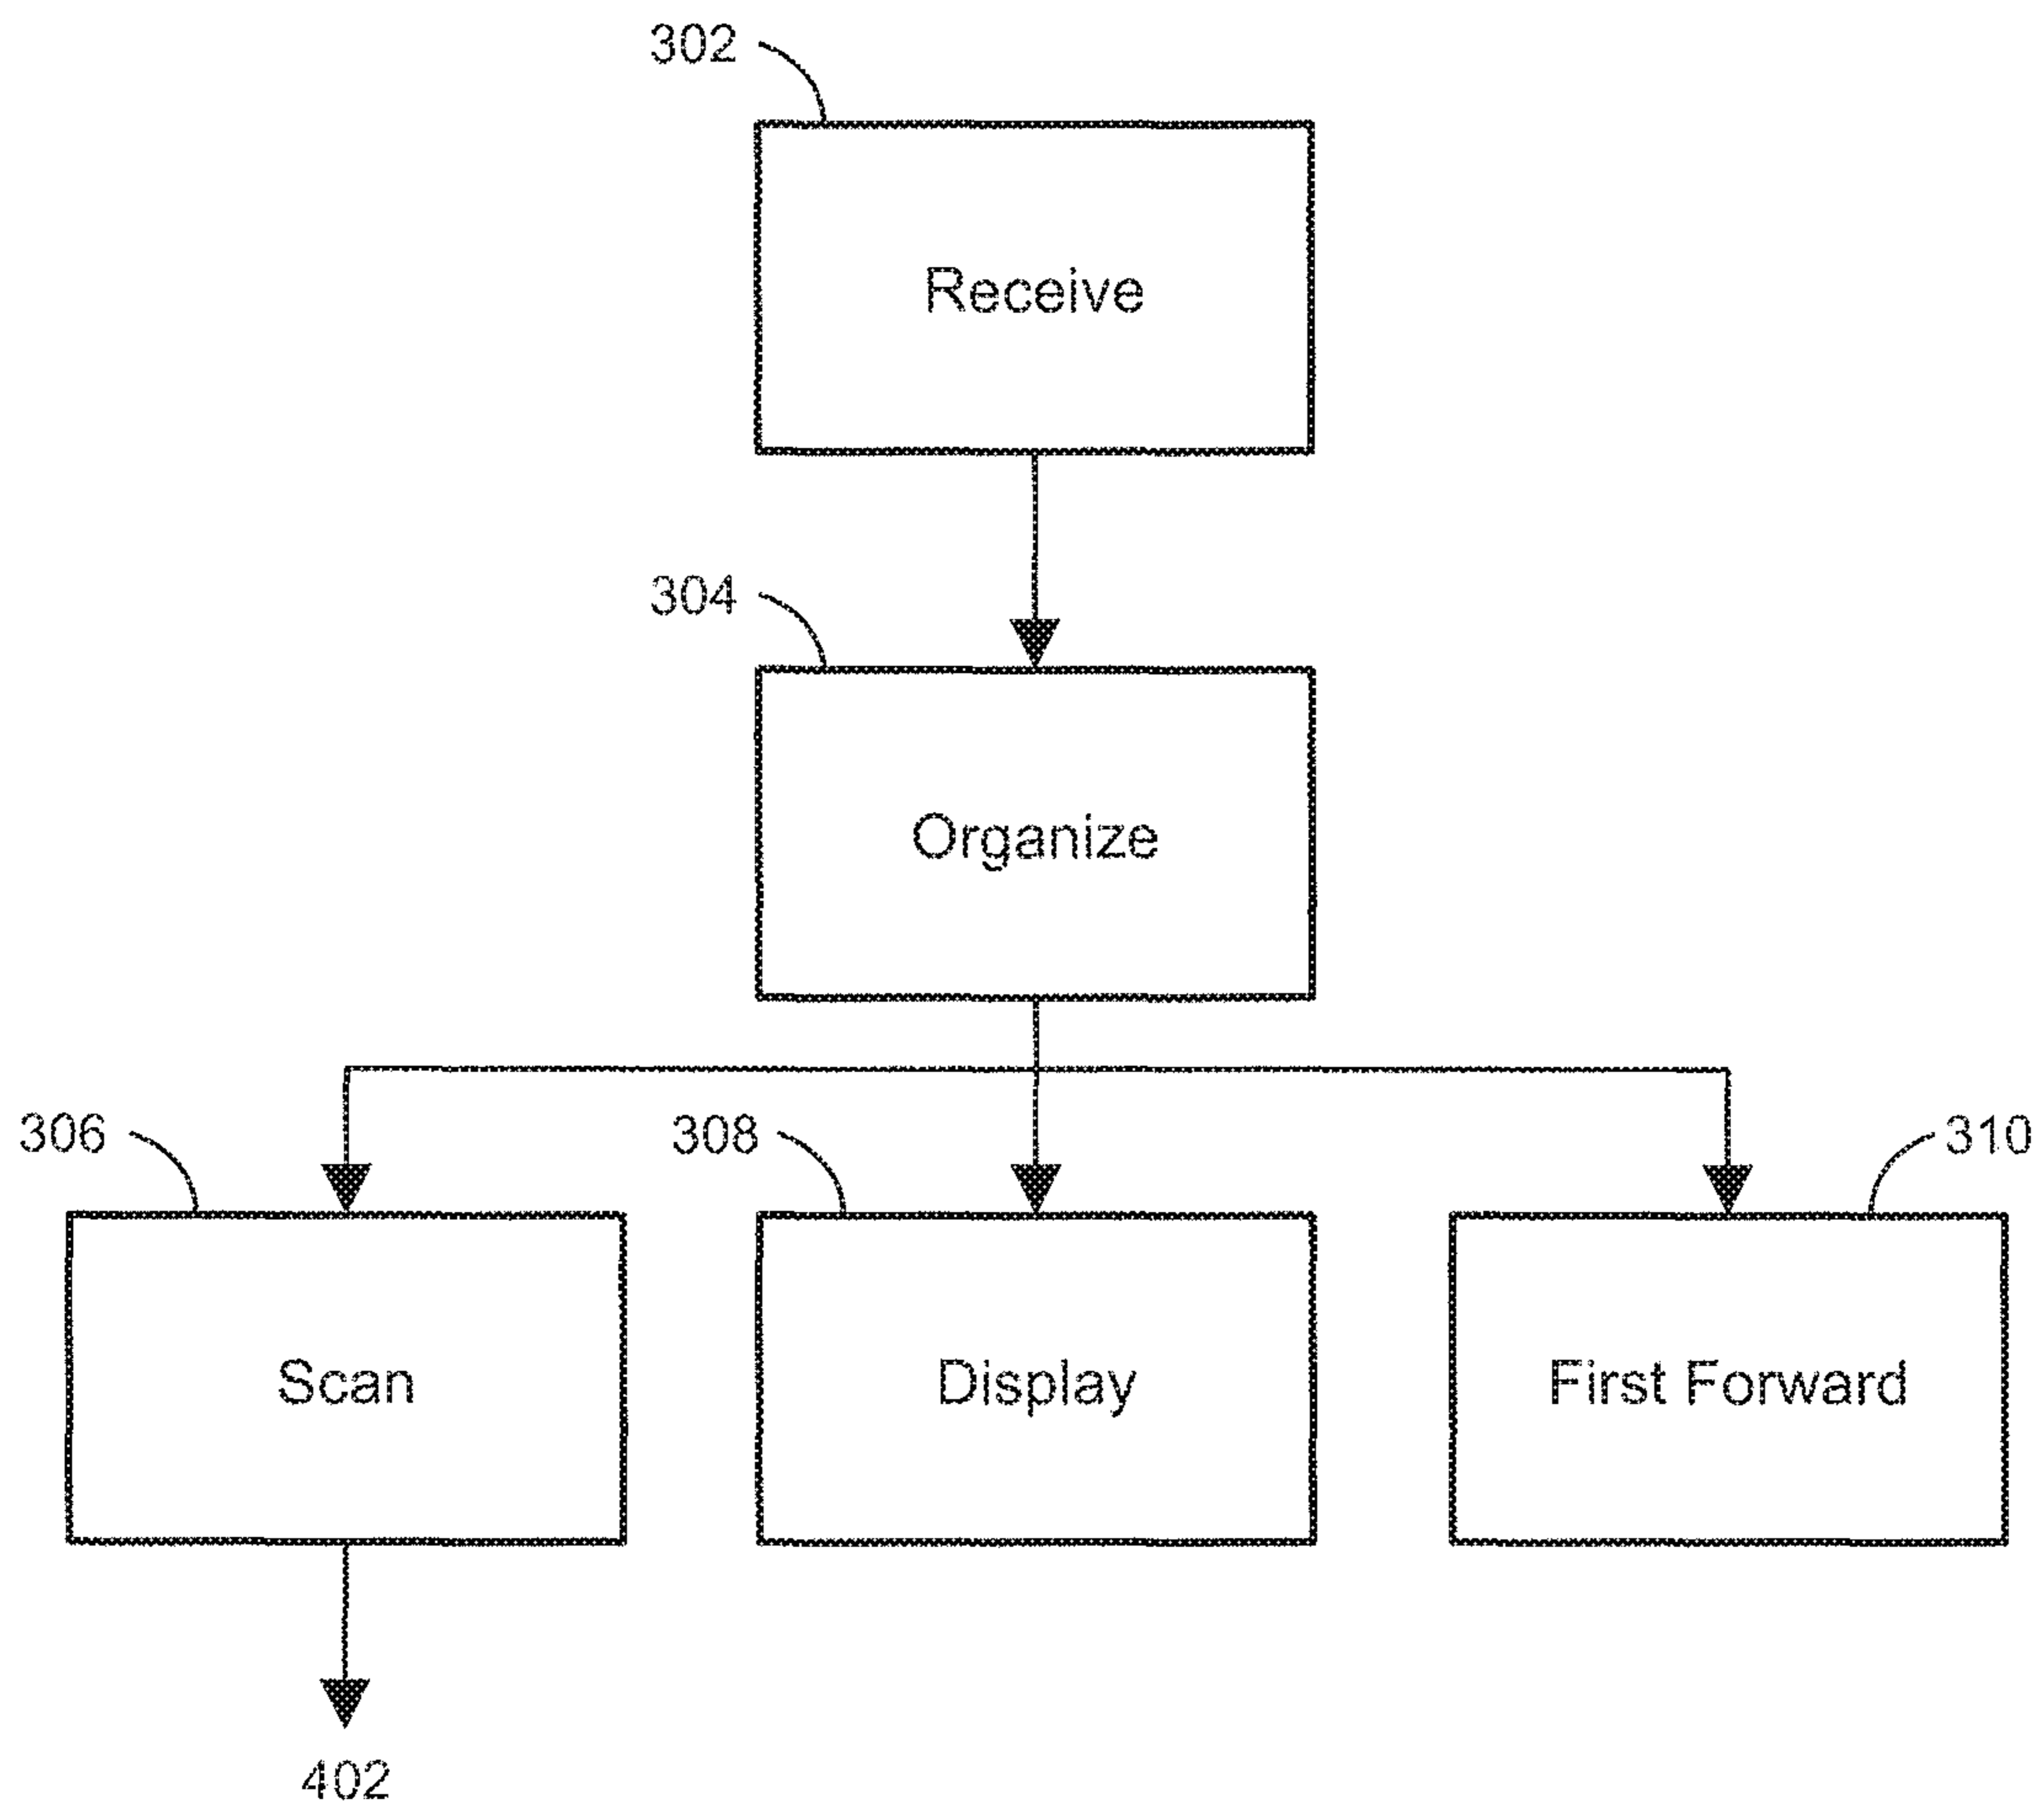 302
Receive
304
Organize
306
308
310
Scan
Display
First Forward
402